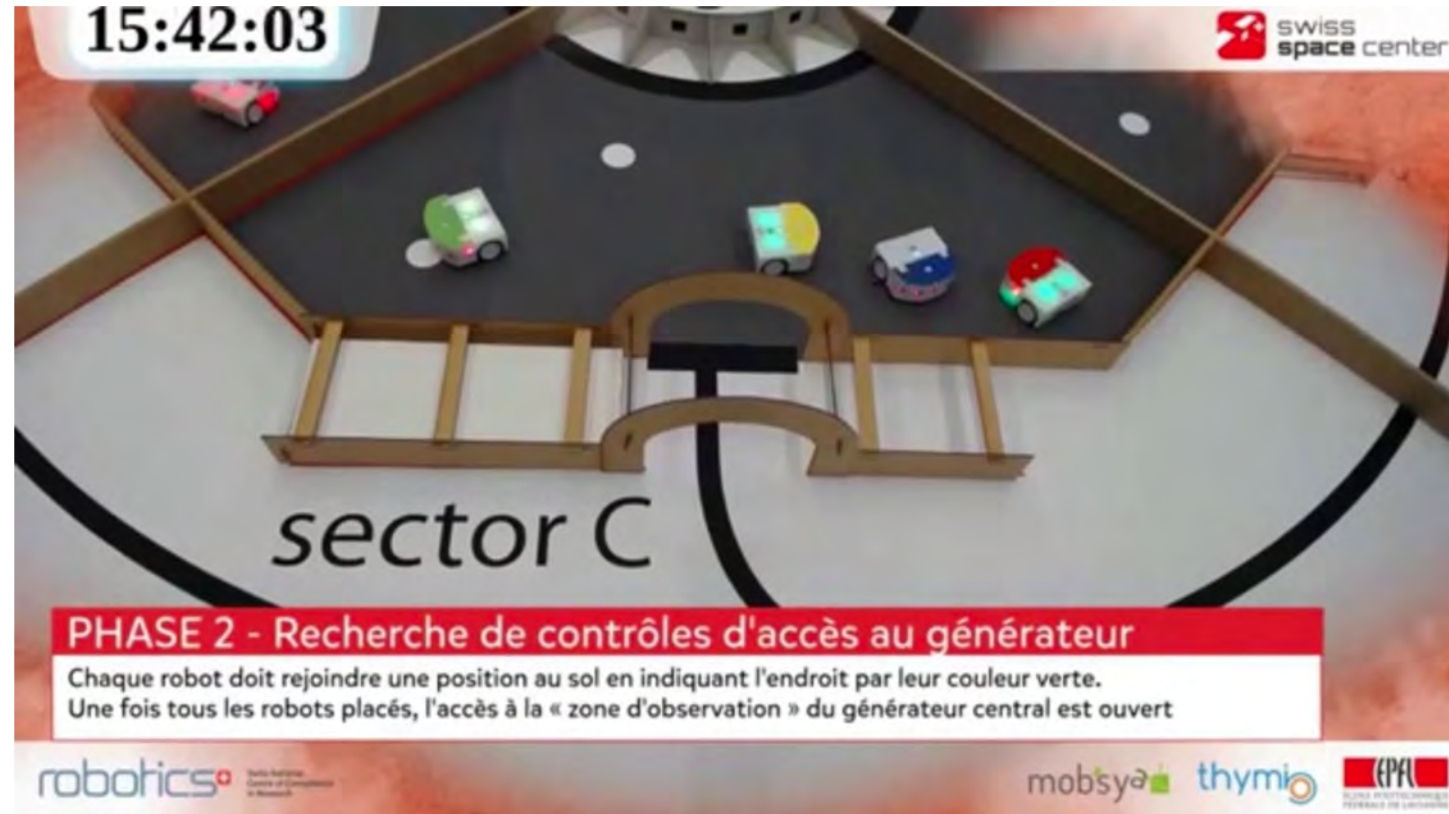 15:42:03
swiss
space center
sector C
PHASE 2 - Recherche de contrôles d'accès au générateur
Chaque robot doit rejoindre une position au sol en indiquant l'endroit par leur couleur verte.
Une fois tous les robots placés, l'accès à la « zone d'observation » du générateur central est ouvert
robotics
mobsya
thymio
EPFL